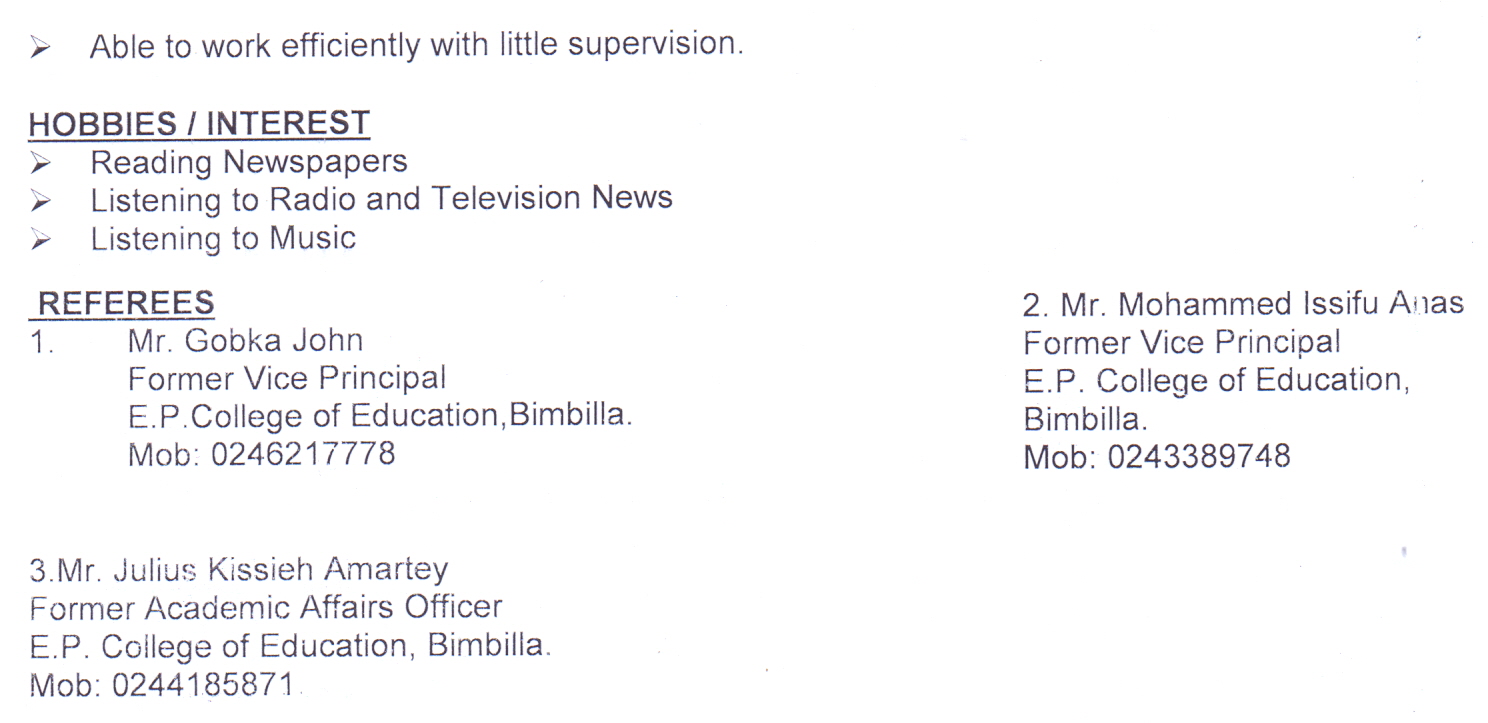 ➢ Able to work efficiently with little supervision.
HOBBIES / INTEREST
➢ Reading Newspapers
➢ Listening to Radio and Television News
➢ Listening to Music
REFEREES
1. Mr. Gobka John
Former Vice Principal
E.P.College of Education,Bimbilla.
Mob: 0246217778
2. Mr. Mohammed Issifu Anas
Former Vice Principal
E.P. College of Education,
Bimbilla.
Mob: 0243389748
3.Mr. Julius Kissieh Amartey
Former Academic Affairs Officer
E.P. College of Education, Bimbilla.
Mob: 0244185871